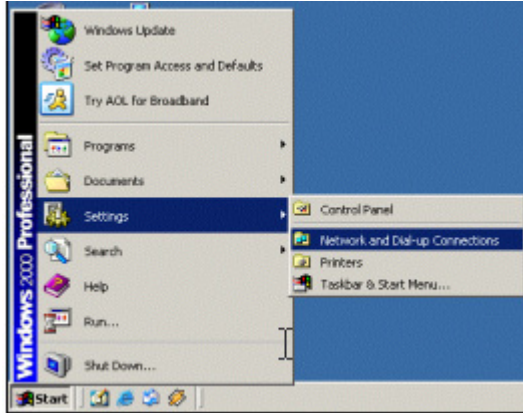 Windows Update
Set Program Access and Defaults
Try AOL for Broadband
Programs
Documents
Settings
Search
Help
Run...
Shut Down...
Windows 2000 Professional
Control Panel
Network and Dial-up Connections
Printers
Taskbar & Start Menu...
Start